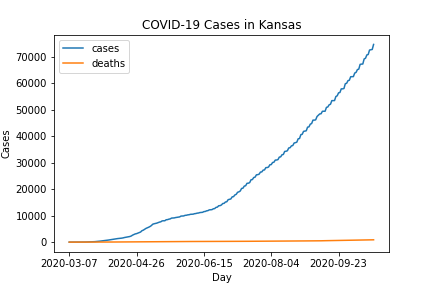 COVID-19 Cases in Kansas
cases
deaths
70000
60000
50000
40000
30000
20000
10000
0
Cases
2020-03-07 2020-04-26 2020-06-15 2020-08-04 2020-09-23
Day